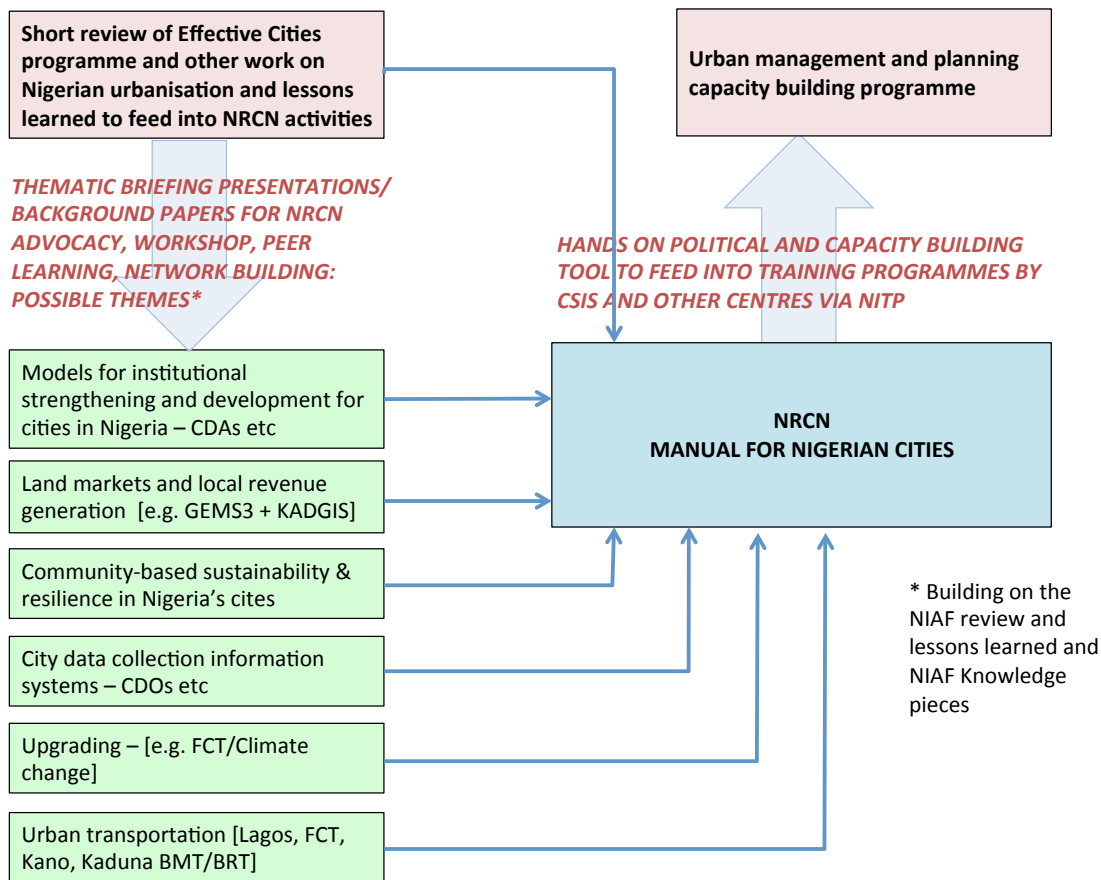 Short review of Effective Cities
programme and other work on
Nigerian urbanisation and lessons
learned to feed into NRCN activities
Urban management and planning
capacity building programme
THEMATIC BRIEFING PRESENTATIONS/
BACKGROUND PAPERS FOR NRCN
ADVOCACY, WORKSHOP, PEER
LEARNING, NETWORK BUILDING:
POSSIBLE THEMES*
HANDS ON POLITICAL AND CAPACITY BUILDING
TOOL TO FEED INTO TRAINING PROGRAMMES BY
CSIS AND OTHER CENTRES VIA NITP
Models for institutional
strengthening and development for
cities in Nigeria – CDAs etc
Land markets and local revenue
generation [e.g. GEMS3 + KADGIS]
Community-based sustainability &
resilience in Nigeria's cites
City data collection information
systems – CDOs etc
Upgrading – [e.g. FCT/Climate
change]
Urban transportation [Lagos, FCT,
Kano, Kaduna BMT/BRT]
NRCN
MANUAL FOR NIGERIAN CITIES
* Building on the
NIAF review and
lessons learned and
NIAF Knowledge
pieces